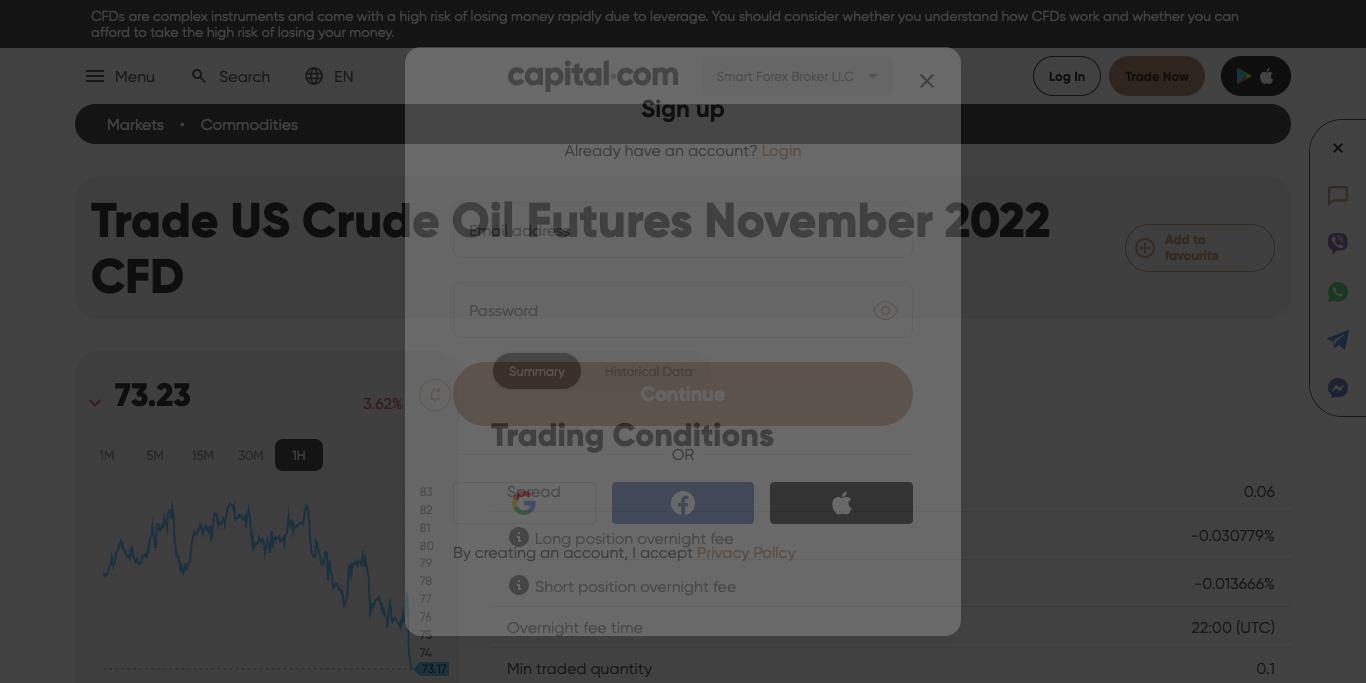 CFDs are complex instruments and come with a high risk of losing money rapidly due to leverage. You should consider whether you understand how CFDs work and whether you can
afford to take the high risk of losing your money.
Menu
Search
EN
capital.com
Smart Forex Broker LLC
Log In
Trade Now
Markets • Commodities
Sign up
Already have an account? Login
Trade US Crude Oil Futures November 2022
CFD
Add to
favourite
Email address
Password
Continue
OR
By creating an account, I accept Privacy Policy
73.23
3.62%
1M 5M 15M 30M 1H
83
82
81
80
79
78
77
76
75
74
73.17
Summary
Historical Data
Trading Conditions
Spread 0.06
Long position overnight fee -0.030779%
Short position overnight fee -0.013666%
Overnight fee time 22:00 (UTC)
Min traded quantity 0.1